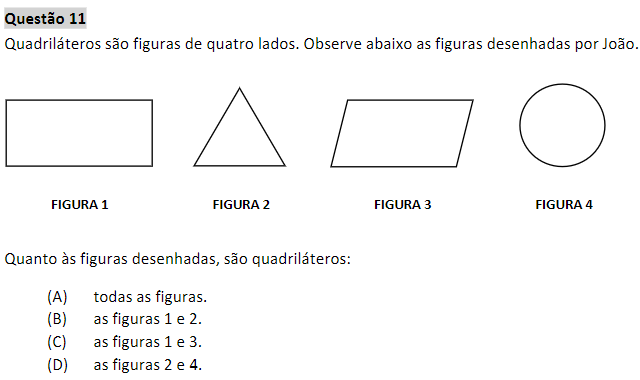 Questão 11
Quadriláteros são figuras de quatro lados. Observe abaixo as figuras desenhadas por João.
FIGURA 1 FIGURA 2 FIGURA 3 FIGURA 4
Quanto às figuras desenhadas, são quadriláteros:
(A) todas as figuras.
(B) as figuras 1 e 2.
(C) as figuras 1 e 3.
(D) as figuras 2 e 4.